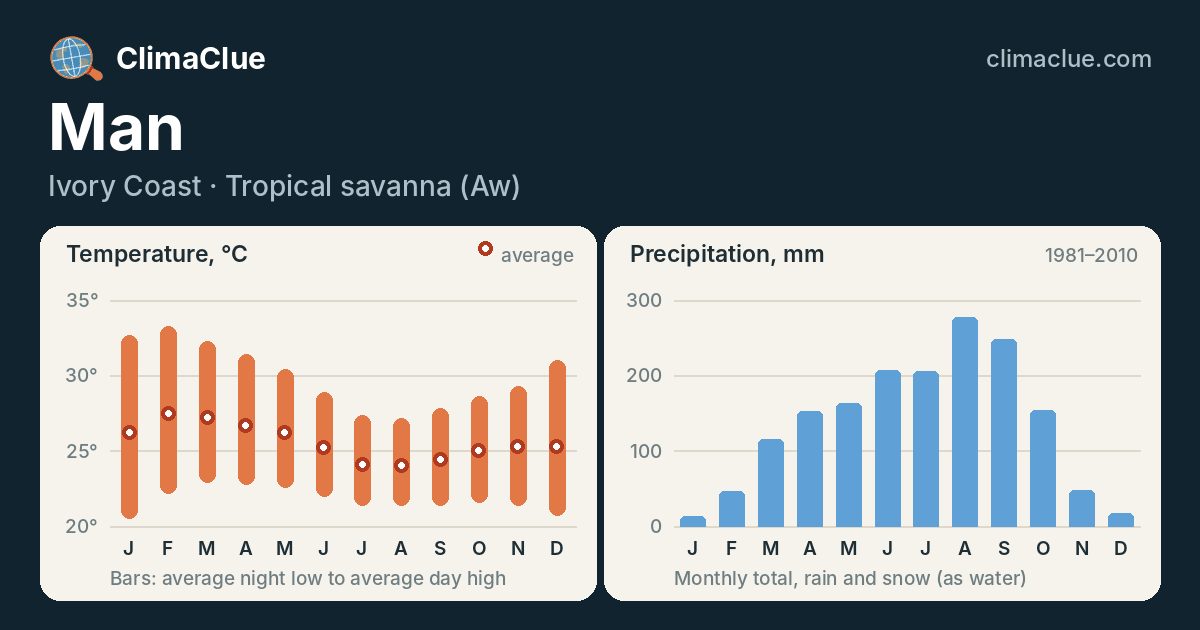 ClimaClue
climaclue.com
Man
Ivory Coast · Tropical savanna (Aw)
Temperature, °C
average
35°
30°
25°
20°
J F M A M J J A S O N D
Bars: average night low to average day high
Precipitation, mm
1981–2010
300
200
100
0
J F M A M J J A S O N D
Monthly total, rain and snow (as water)